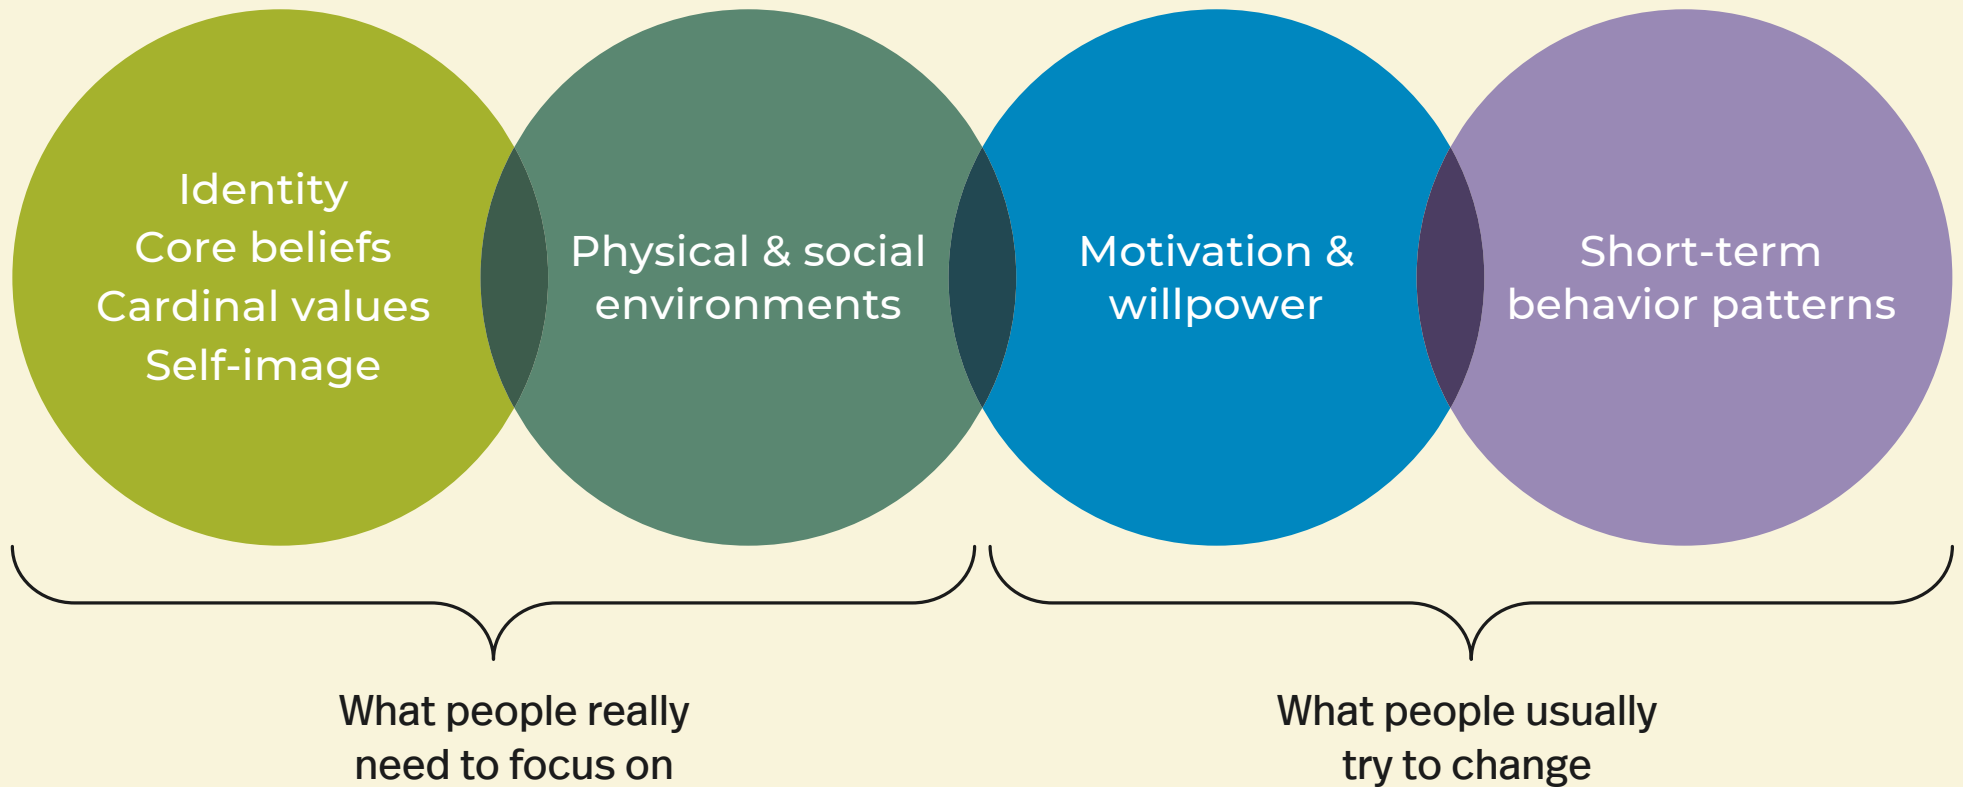 Identity
Core beliefs
Cardinal values
Self-image
Physical & social
environments
Motivation &
willpower
Short-term
behavior patterns
What people really
need to focus on
What people usually
try to change